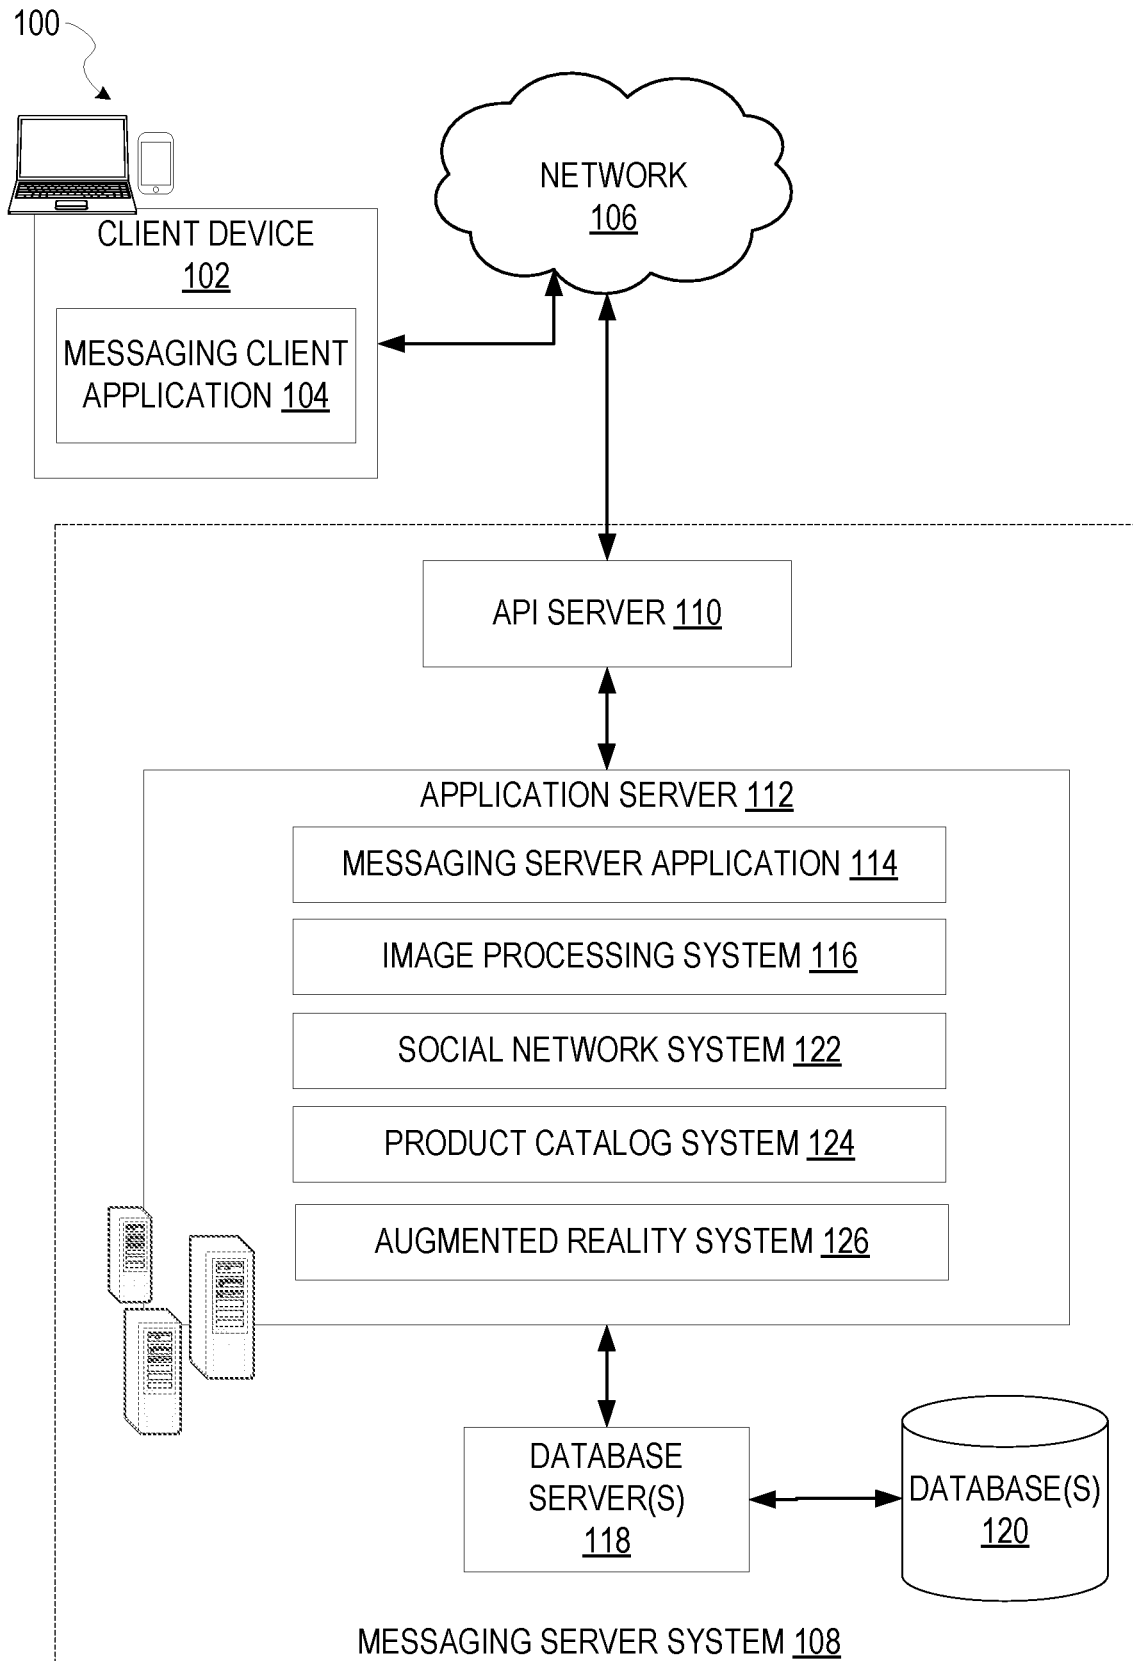 100
NETWORK
106
CLIENT DEVICE
102
MESSAGING CLIENT
APPLICATION 104
API SERVER 110
APPLICATION SERVER 112
MESSAGING SERVER APPLICATION 114
IMAGE PROCESSING SYSTEM 116
SOCIAL NETWORK SYSTEM 122
PRODUCT CATALOG SYSTEM 124
AUGMENTED REALITY SYSTEM 126
DATABASE
SERVER(S)
118
DATABASE(S)
120
MESSAGING SERVER SYSTEM 108